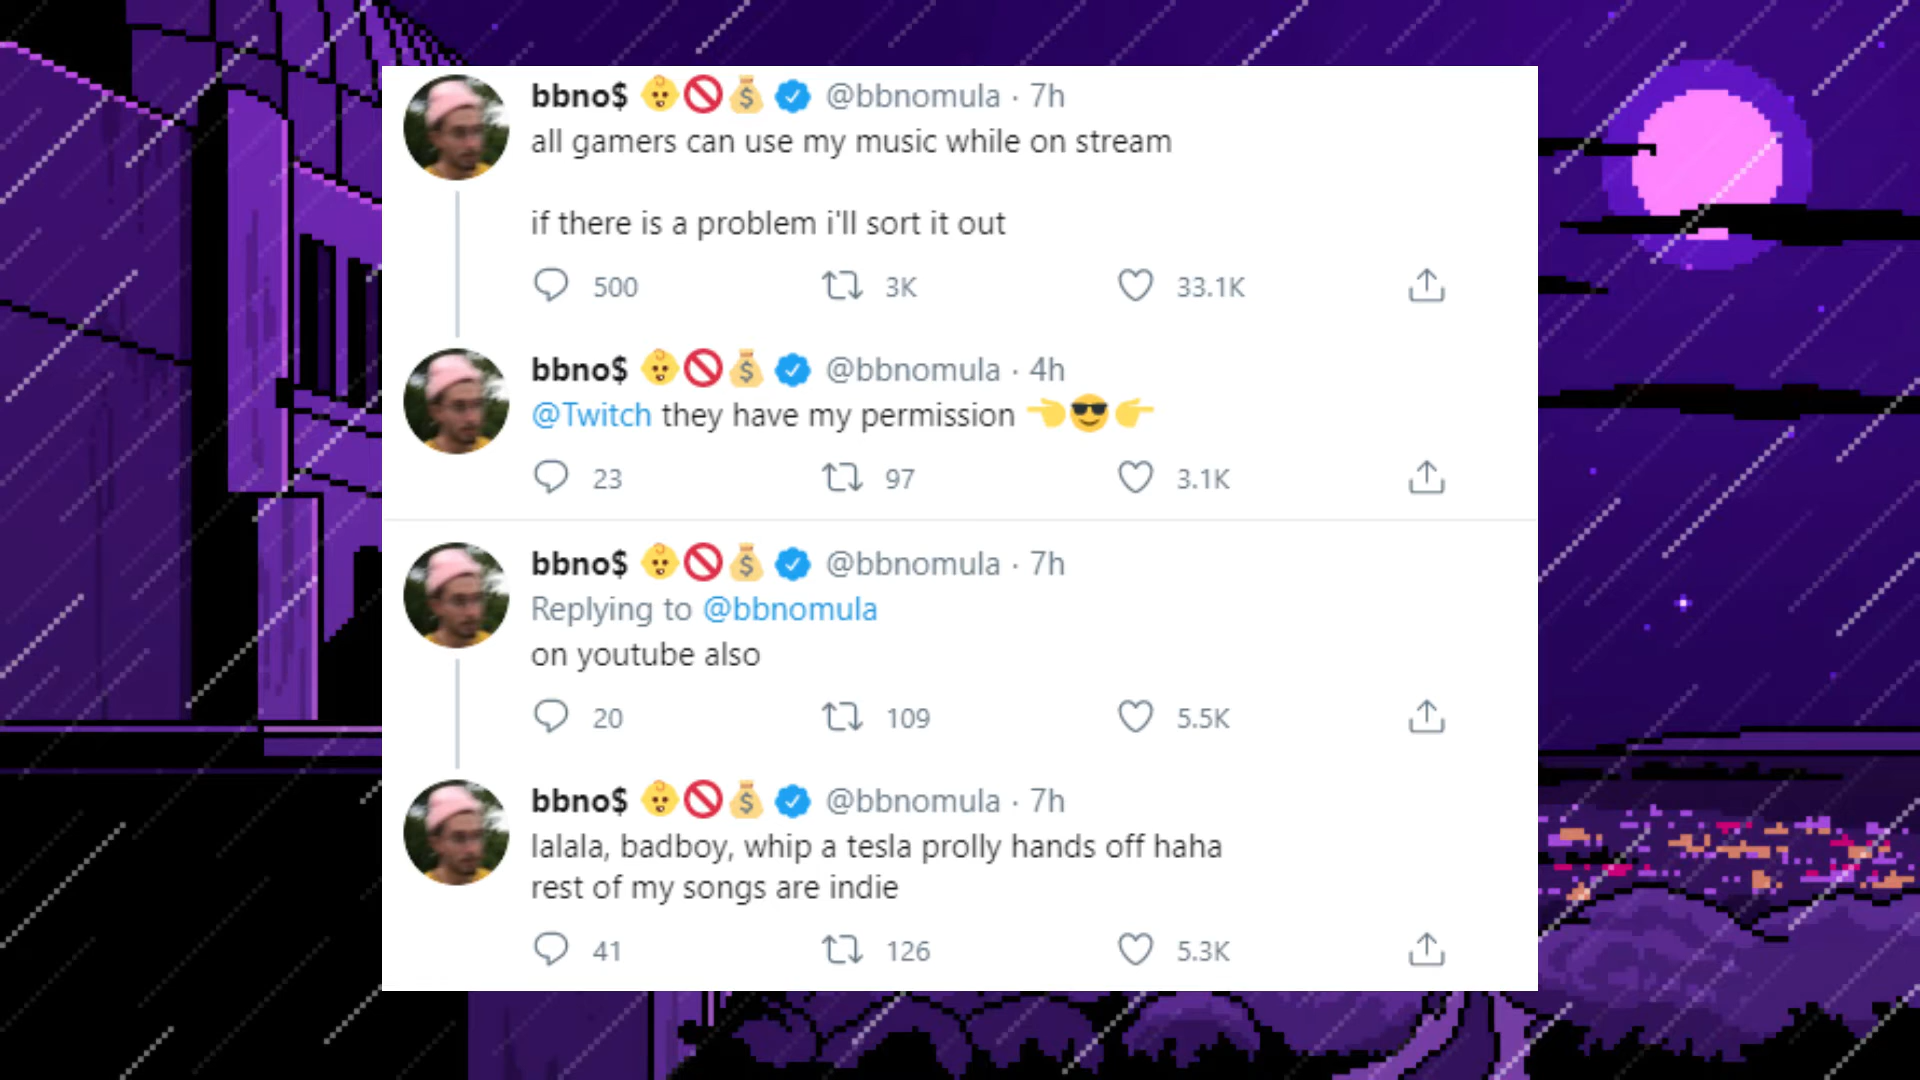 bbno$ 👶🚫💰 @bbnomula · 7h
all gamers can use my music while on stream
if there is a problem i'll sort it out
500 3K 33.1K
bbno$ 👶🚫💰 @bbnomula · 4h
@Twitch they have my permission 👈😎👉
23 97 3.1K
bbno$ 👶🚫💰 @bbnomula · 7h
Replying to @bbnomula
on youtube also
20 109 5.5K
bbno$ 👶🚫💰 @bbnomula · 7h
lalala, badboy, whip a tesla prolly hands off haha
rest of my songs are indie
41 126 5.3K